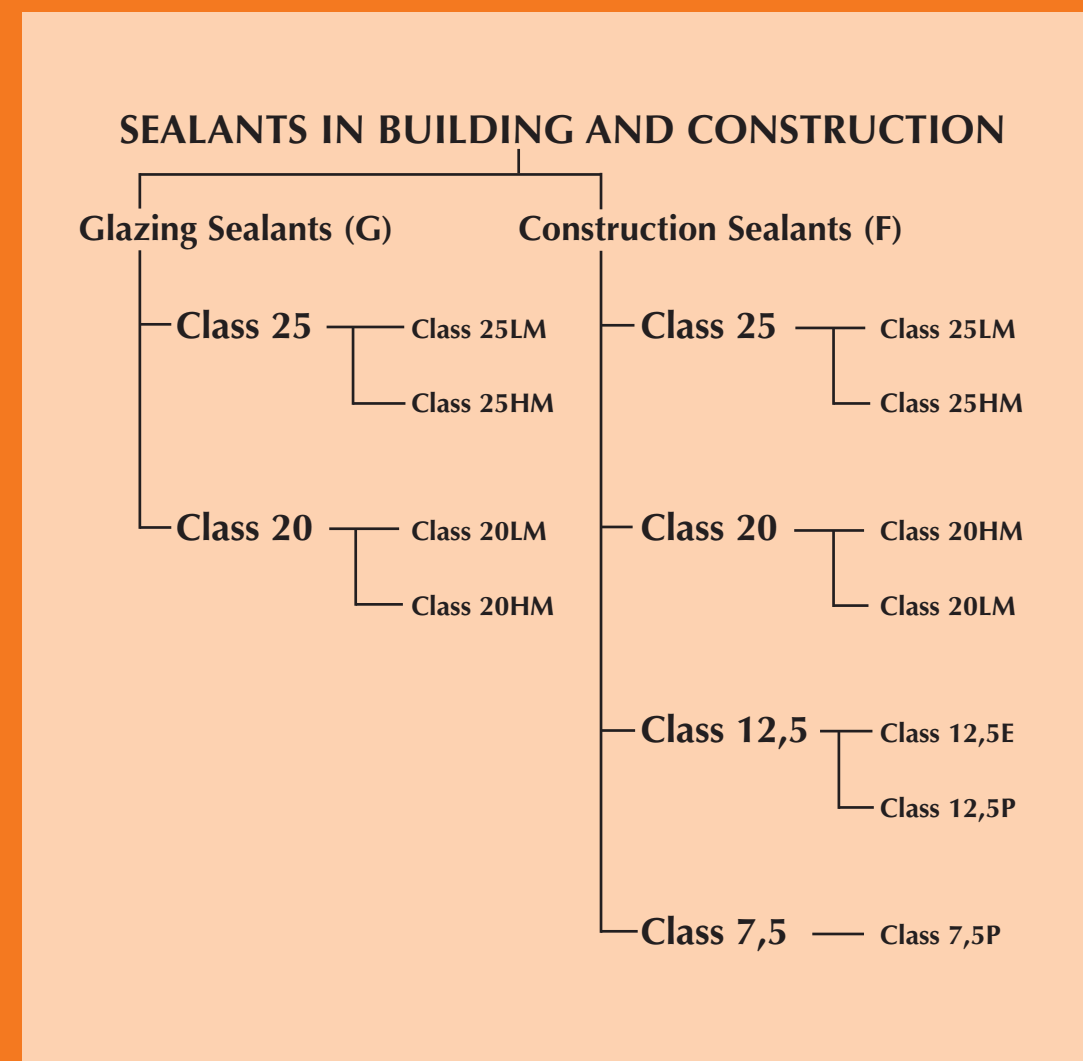 SEALANTS IN BUILDING AND CONSTRUCTION
Glazing Sealants (G)
Class 25
Class 25LM
Class 25HM
Class 20
Class 20LM
Class 20HM
Construction Sealants (F)
Class 25
Class 25LM
Class 25HM
Class 20
Class 20HM
Class 20LM
Class 12,5
Class 12,5E
Class 12,5P
Class 7,5
Class 7,5P